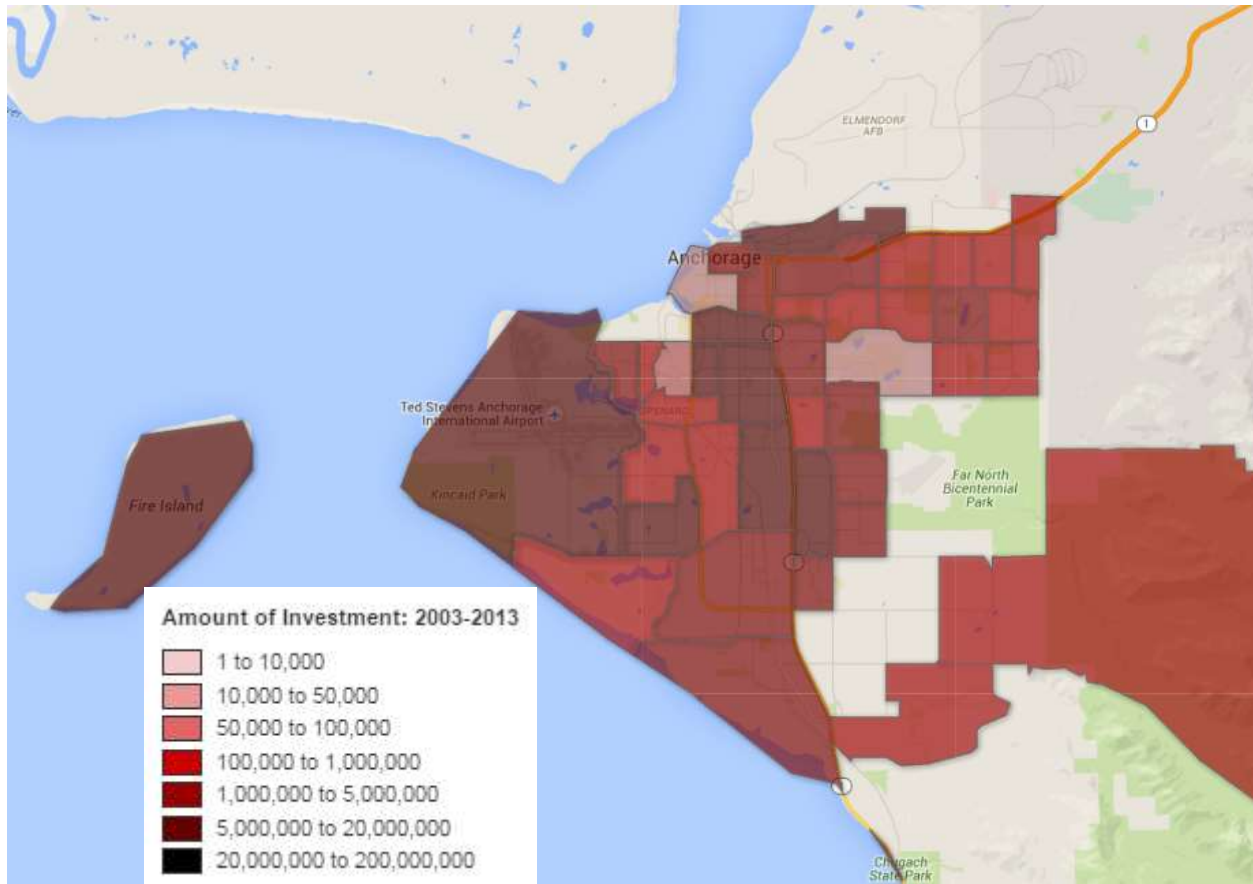 ELMENDORF
AFB
1
Anchorage
Ted Stevens Anchorage
International Airport
SPENARD
Kincaid Park
Far North
Bicentennial
Park
Fire Island
Amount of Investment: 2003-2013
1 to 10,000
10,000 to 50,000
50,000 to 100,000
100,000 to 1,000,000
1,000,000 to 5,000,000
5,000,000 to 20,000,000
20,000,000 to 200,000,000
Chugach
State Park